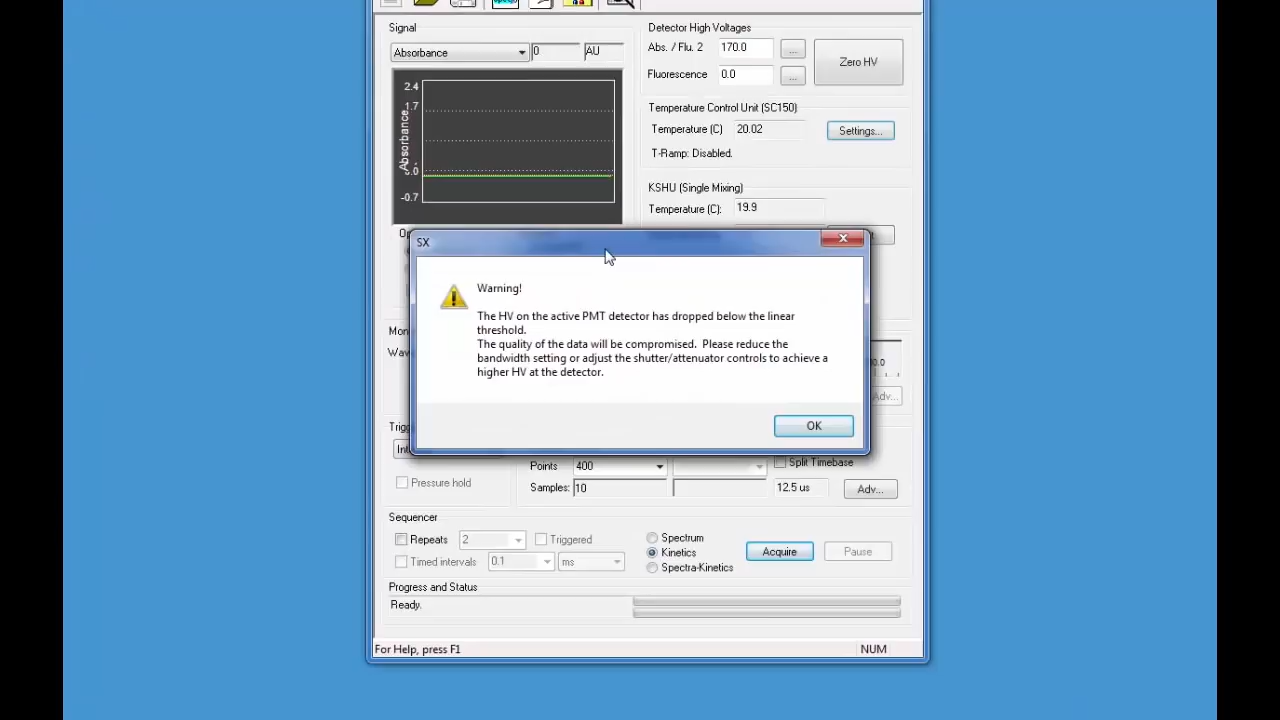 Signal
Absorbance
0
AU
2.4
1.7
Absorbance
-0.7
Detector High Voltages
Abs. / Flu. 2
170.0
...
Zero HV
Fluorescence
0.0
...
Temperature Control Unit (SC150)
Temperature (C)
20.02
Settings...
T-Ramp: Disabled.
KSHU (Single Mixing)
Temperature (C):
19.9
SX
Warning!
The HV on the active PMT detector has dropped below the linear
threshold.
The quality of the data will be compromised. Please reduce the
bandwidth setting or adjust the shutter/attenuator controls to achieve a
higher HV at the detector.
OK
Adv...
Pressure hold
Points
400
Split Timebase
Samples:
10
12.5 us
Adv...
Sequencer
Repeats
2
Triggered
Timed intervals
0.1
ms
Spectrum
Kinetics
Spectra-Kinetics
Acquire
Pause
Progress and Status
Ready.
For Help, press F1
NUM